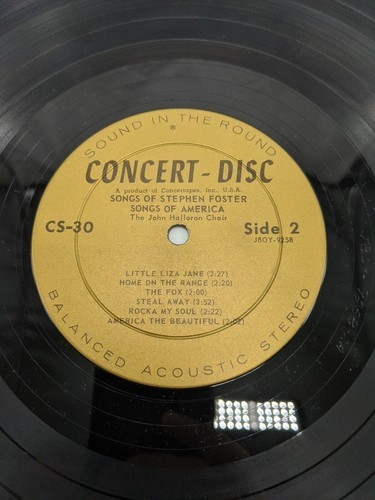 SOUND IN THE ROUND
®
CONCERT-DISC
A product of Concertapes, Inc., U.S.A.
SONGS OF STEPHEN FOSTER
SONGS OF AMERICA
The John Halloran Choir
CS-30
Side 2
J8OY-9258
LITTLE LIZA JANE (2:27)
HOME ON THE RANGE (2:20)
THE FOX (2:00)
STEAL AWAY (3:52)
ROCKA MY SOUL (2:22)
AMERICA THE BEAUTIFUL (2:02)
BALANCED ACOUSTIC STEREO